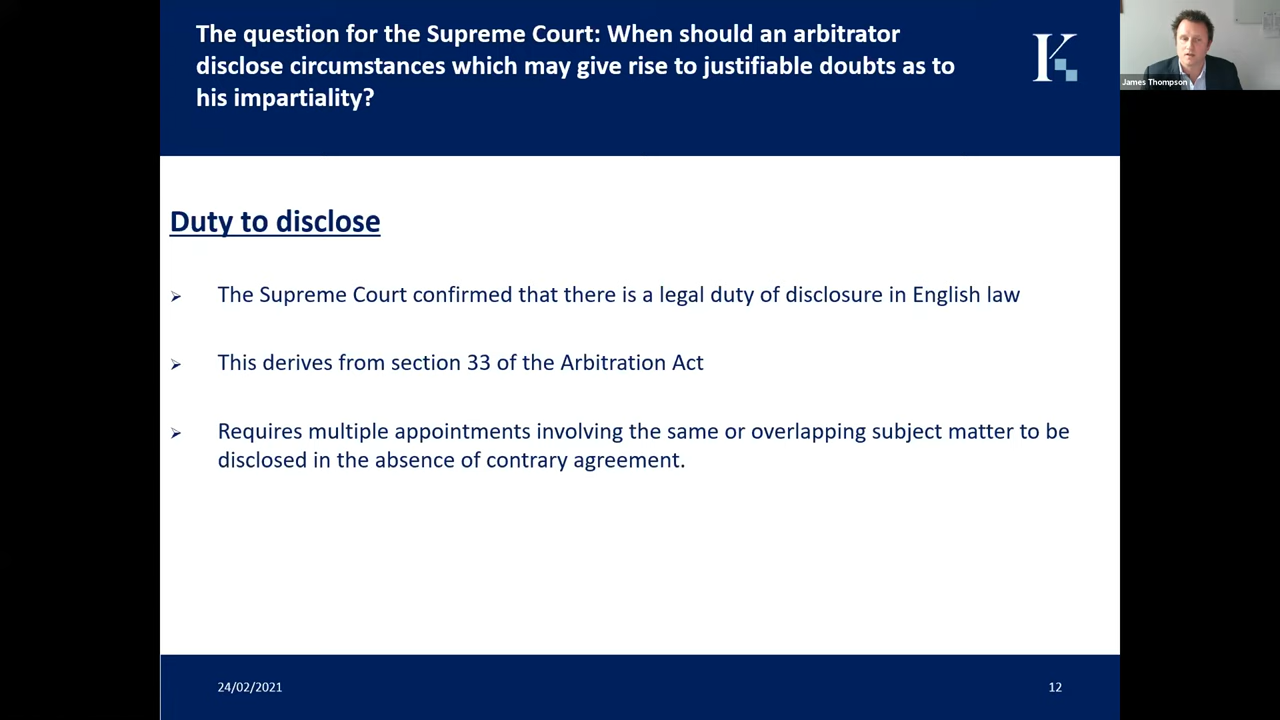 The question for the Supreme Court: When should an arbitrator
disclose circumstances which may give rise to justifiable doubts as to
his impartiality?
K
James Thompson
Duty to disclose
The Supreme Court confirmed that there is a legal duty of disclosure in English law
This derives from section 33 of the Arbitration Act
Requires multiple appointments involving the same or overlapping subject matter to be
disclosed in the absence of contrary agreement.
24/02/2021
12